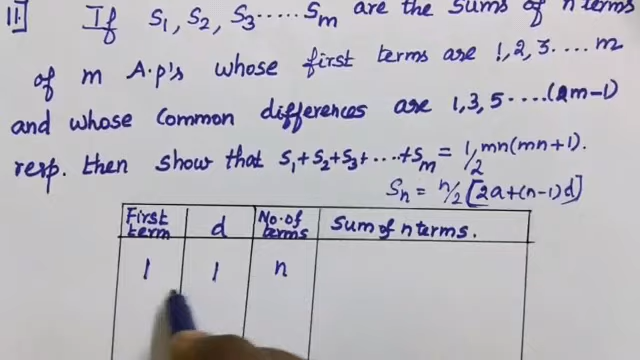 11. If S₁, S₂, S₃ ..... Sₘ are the sums of n terms
of m A.p's whose first terms are 1, 2, 3 .... m
and whose common differences are 1, 3, 5 ....(2m-1)
resp. then show that S₁+S₂+S₃+ ....+Sₘ = 1/2 mn(mn+1).
Sₙ = n/2 [2a+(n-1)d]
First term | d | No. of terms | Sum of n terms.
1 | 1 | n